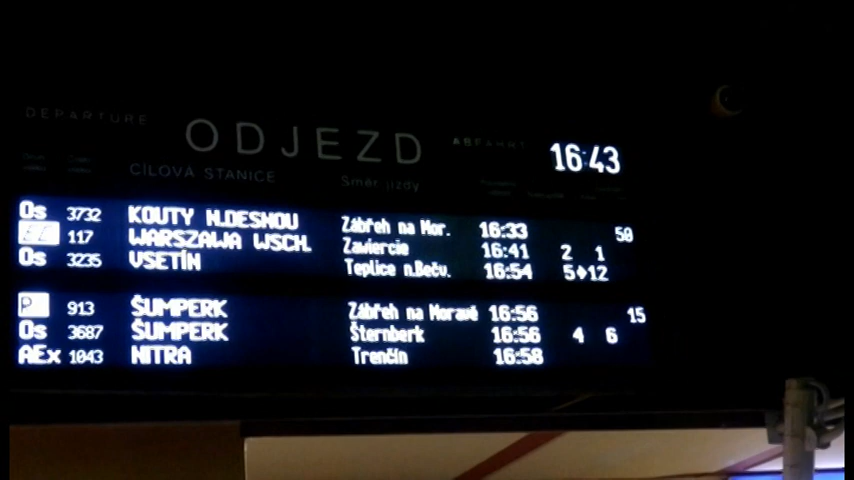 DEPARTURE ODJEZD ABFAHRT 16:43
CÍLOVÁ STANICE Směr jízdy
Os 3732 KOUTY N.DESNOU Zábřeh na Mor. 16:33 50
EC 117 WARSZAWA WSCH. Zawiercie 16:41 2 1
Os 3235 VSETÍN Teplice n.Bečv. 16:54 5 12
913 ŠUMPERK Zábřeh na Moravě 16:56 15
Os 3687 ŠUMPERK Šternberk 16:56 4 6
AEx 1043 NITRA Trenčín 16:58